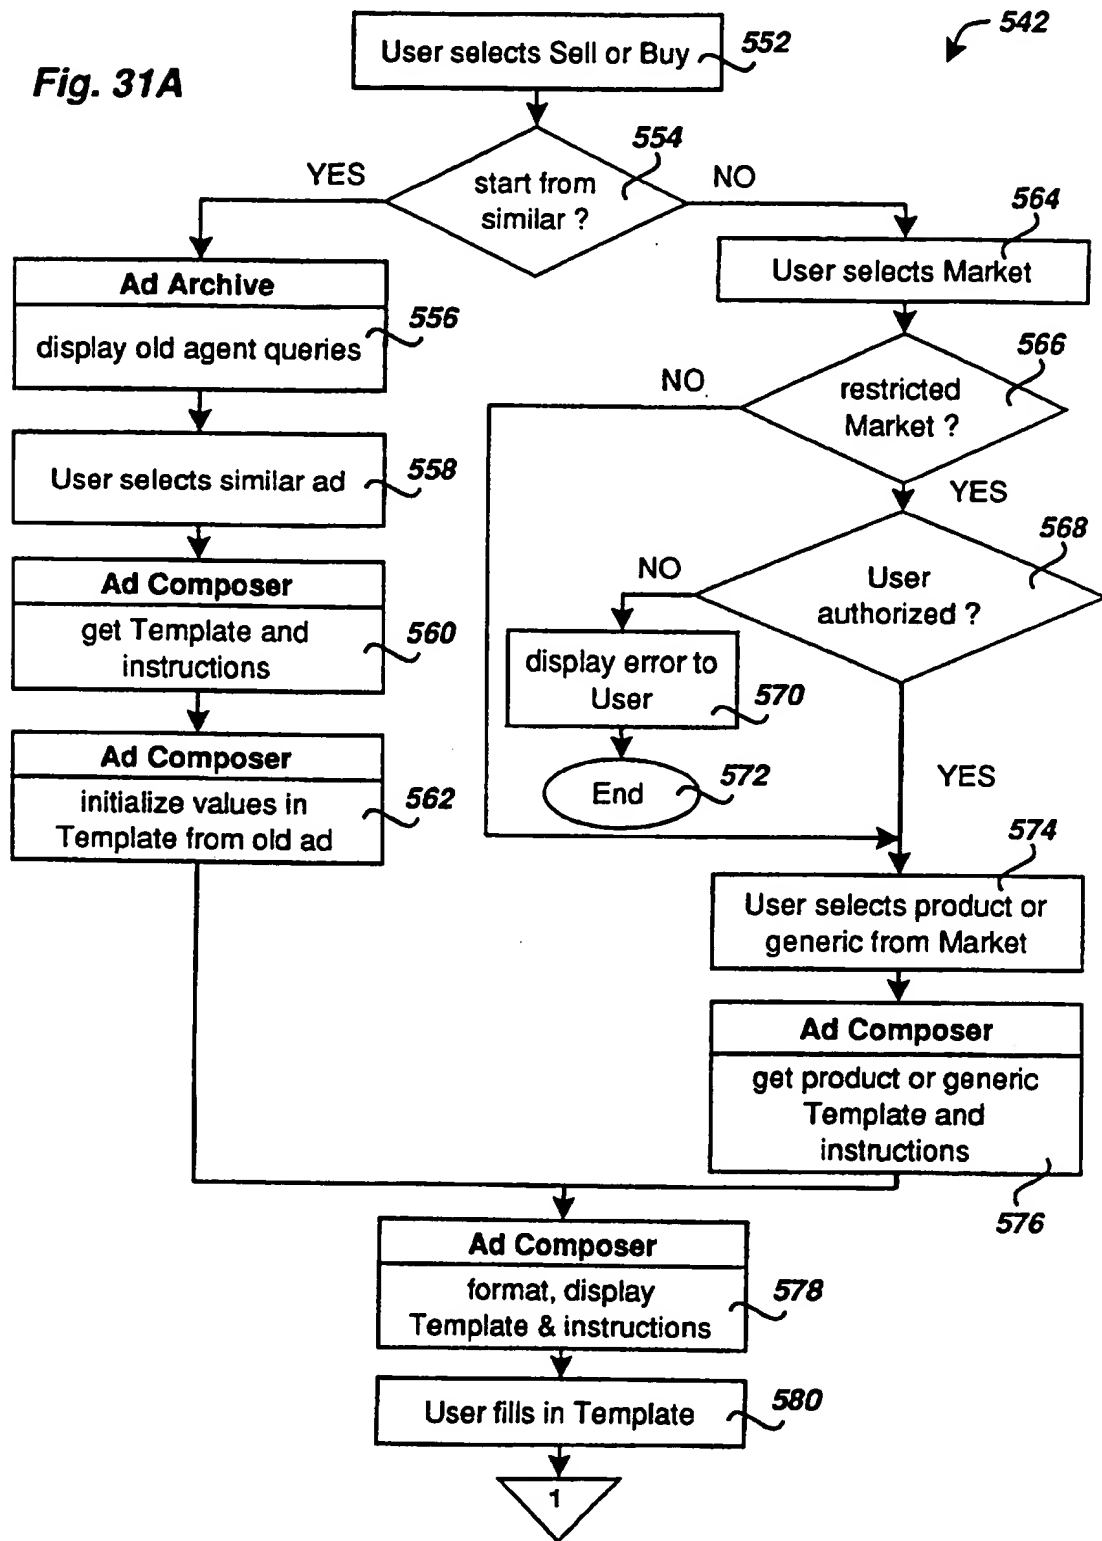 Fig. 31A
542
User selects Sell or Buy
552
554
start from
similar ?
YES
NO
Ad Archive
display old agent queries
556
User selects similar ad
558
Ad Composer
get Template and
instructions
560
Ad Composer
initialize values in
Template from old ad
562
564
User selects Market
566
restricted
Market ?
NO
YES
568
User
authorized ?
NO
display error to
User
570
End
572
YES
574
User selects product or
generic from Market
Ad Composer
get product or generic
Template and
instructions
576
Ad Composer
format, display
Template & instructions
578
User fills in Template
580
1